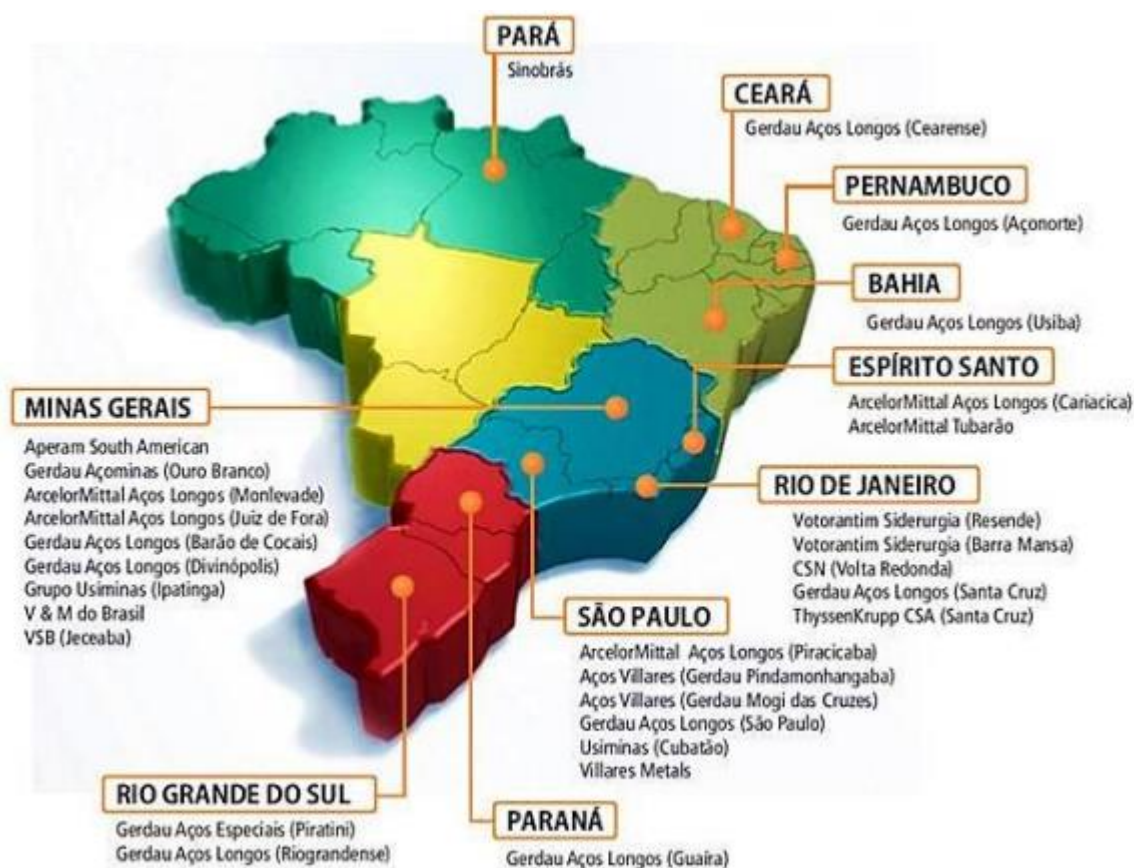 PARÁ
Sinobrás
CEARÁ
Gerdau Aços Longos (Cearense)
PERNAMBUCO
Gerdau Aços Longos (Açonorte)
BAHIA
Gerdau Aços Longos (Usiba)
ESPÍRITO SANTO
ArcelorMittal Aços Longos (Cariacica)
ArcelorMittal Tubarão
MINAS GERAIS
Aperam South American
Gerdau Açominas (Ouro Branco)
ArcelorMittal Aços Longos (Monlevade)
ArcelorMittal Aços Longos (Juiz de Fora)
Gerdau Aços Longos (Barão de Cocais)
Gerdau Aços Longos (Divinópolis)
Grupo Usiminas (Ipatinga)
V & M do Brasil
VSB (Jeceaba)
RIO DE JANEIRO
Votorantim Siderurgia (Resende)
Votorantim Siderurgia (Barra Mansa)
CSN (Volta Redonda)
Gerdau Aços Longos (Santa Cruz)
ThyssenKrupp CSA (Santa Cruz)
SÃO PAULO
ArcelorMittal Aços Longos (Piracicaba)
Aços Villares (Gerdau Pindamonhangaba)
Aços Villares (Gerdau Mogi das Cruzes)
Gerdau Aços Longos (São Paulo)
Usiminas (Cubatão)
Villares Metals
RIO GRANDE DO SUL
Gerdau Aços Especiais (Piratini)
Gerdau Aços Longos (Riograndense)
PARANÁ
Gerdau Aços Longos (Guaíra)